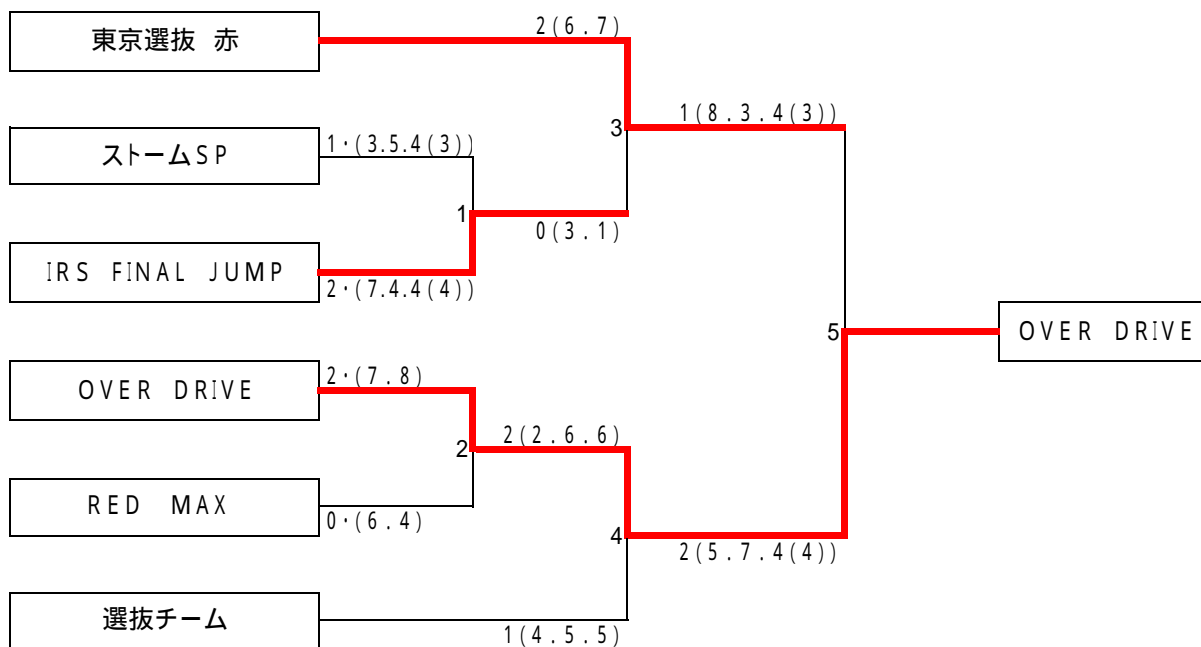 東京選抜 赤
2(6.7)
1(8.3.4(3))
3
ストームSP
1・(3.5.4(3))
1
0(3.1)
IRS FINAL JUMP
2・(7.4.4(4))
5
OVER DRIVE
OVER DRIVE
2・(7.8)
2
2(2.6.6)
RED MAX
0・(6.4)
4
2(5.7.4(4))
選抜チーム
1(4.5.5)